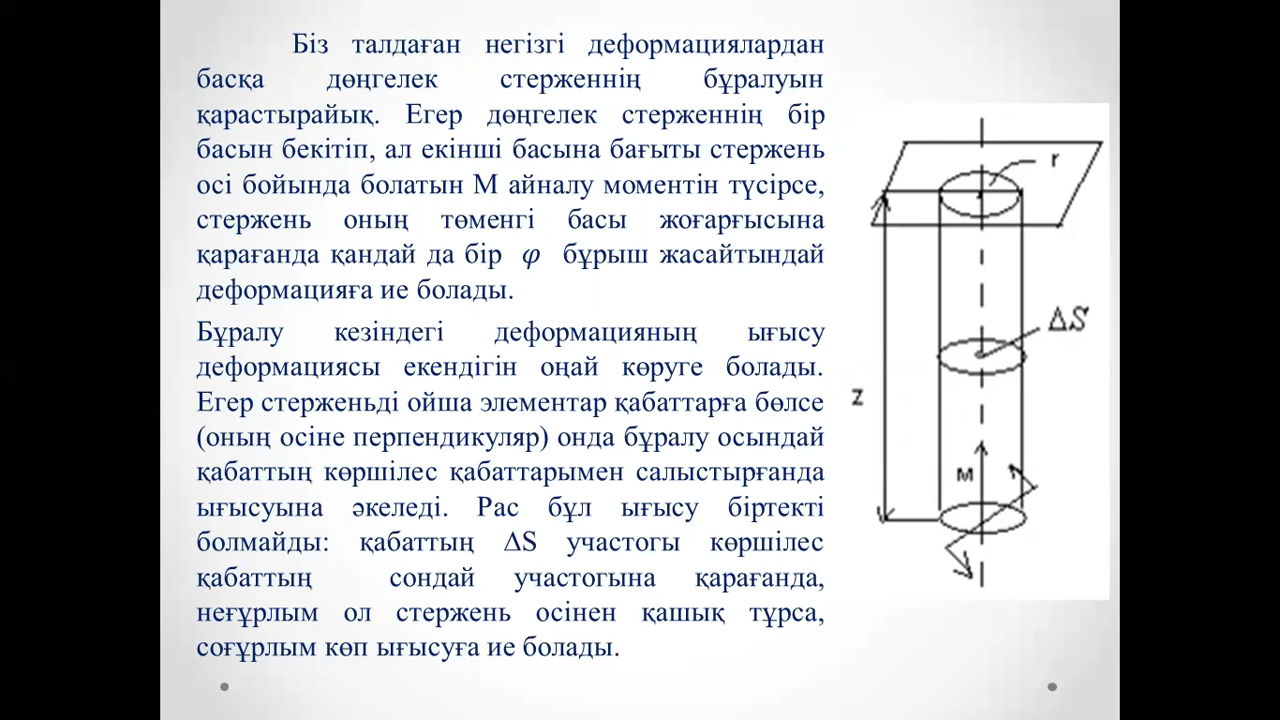 Біз талдаған негізгі деформациялардан
басқа дөңгелек стерженнің бұралуын
қарастырайық. Егер дөңгелек стерженнің бір
басын бекітіп, ал екінші басына бағыты стержень
осі бойында болатын М айналу моментін түсірсе,
стержень оның төменгі басы жоғарғысына
қарағанда қандай да бір φ бұрыш жасайтындай
деформацияға ие болады.
Бұралу кезіндегі деформацияның ығысу
деформациясы екендігін оңай көруге болады.
Егер стерженьді ойша элементар қабаттарға бөлсе
(оның осіне перпендикуляр) онда бұралу осындай
қабаттың көршілес қабаттарымен салыстырғанда
ығысуына әкеледі. Рас бұл ығысу біртекті
болмайды: қабаттың ΔS участогы көршілес
қабаттың сондай участогына қарағанда,
неғұрлым ол стержень осінен қашық тұрса,
соғұрлым көп ығысуға ие болады.
r
ΔS
z
м